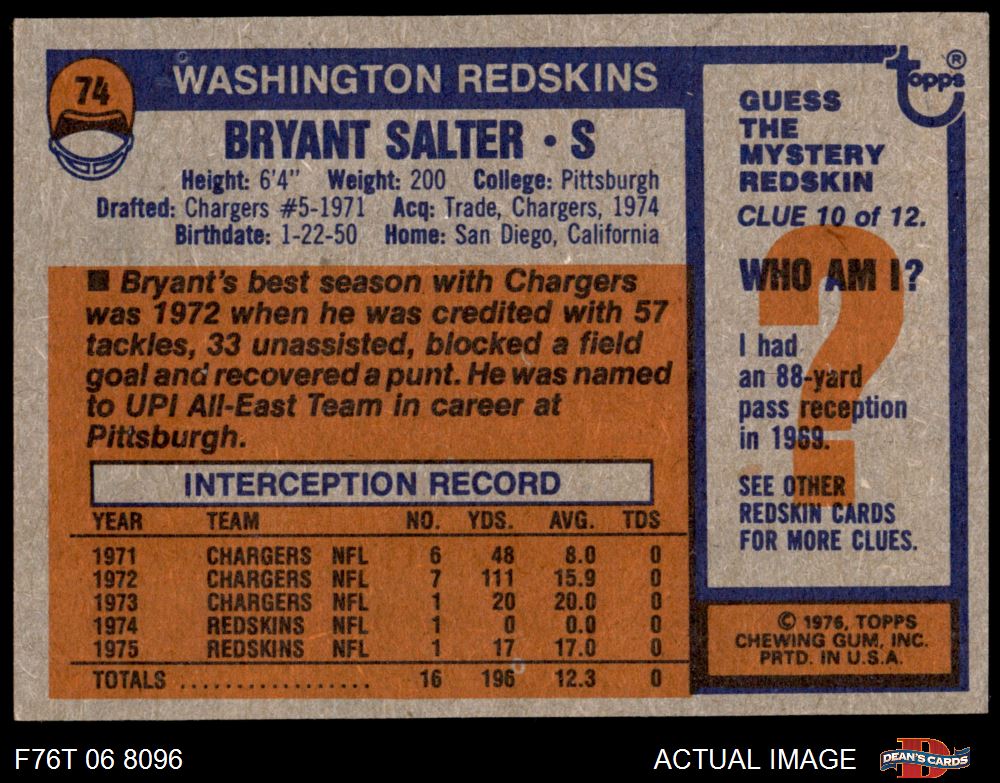 74
WASHINGTON REDSKINS
BRYANT SALTER • S
Height: 6'4" Weight: 200 College: Pittsburgh
Drafted: Chargers #5-1971 Acq: Trade, Chargers, 1974
Birthdate: 1-22-50 Home: San Diego, California
■ Bryant's best season with Chargers
was 1972 when he was credited with 57
tackles, 33 unassisted, blocked a field
goal and recovered a punt. He was named
to UPI All-East Team in career at
Pittsburgh.
INTERCEPTION RECORD
YEAR TEAM NO. YDS. AVG. TDS
1971 CHARGERS NFL 6 48 8.0 0
1972 CHARGERS NFL 7 111 15.9 0
1973 CHARGERS NFL 1 20 20.0 0
1974 REDSKINS NFL 1 0 0.0 0
1975 REDSKINS NFL 1 17 17.0 0
TOTALS .................. 16 196 12.3 0
topps ®
GUESS
THE
MYSTERY
REDSKIN
CLUE 10 of 12.
?
WHO AM I?
I had
an 88-yard
pass reception
in 1969.
SEE OTHER
REDSKIN CARDS
FOR MORE CLUES.
© 1976, TOPPS
CHEWING GUM, INC.
PRTD. IN U.S.A.
F76T 06 8096
ACTUAL IMAGE
D
DEAN'S CARDS